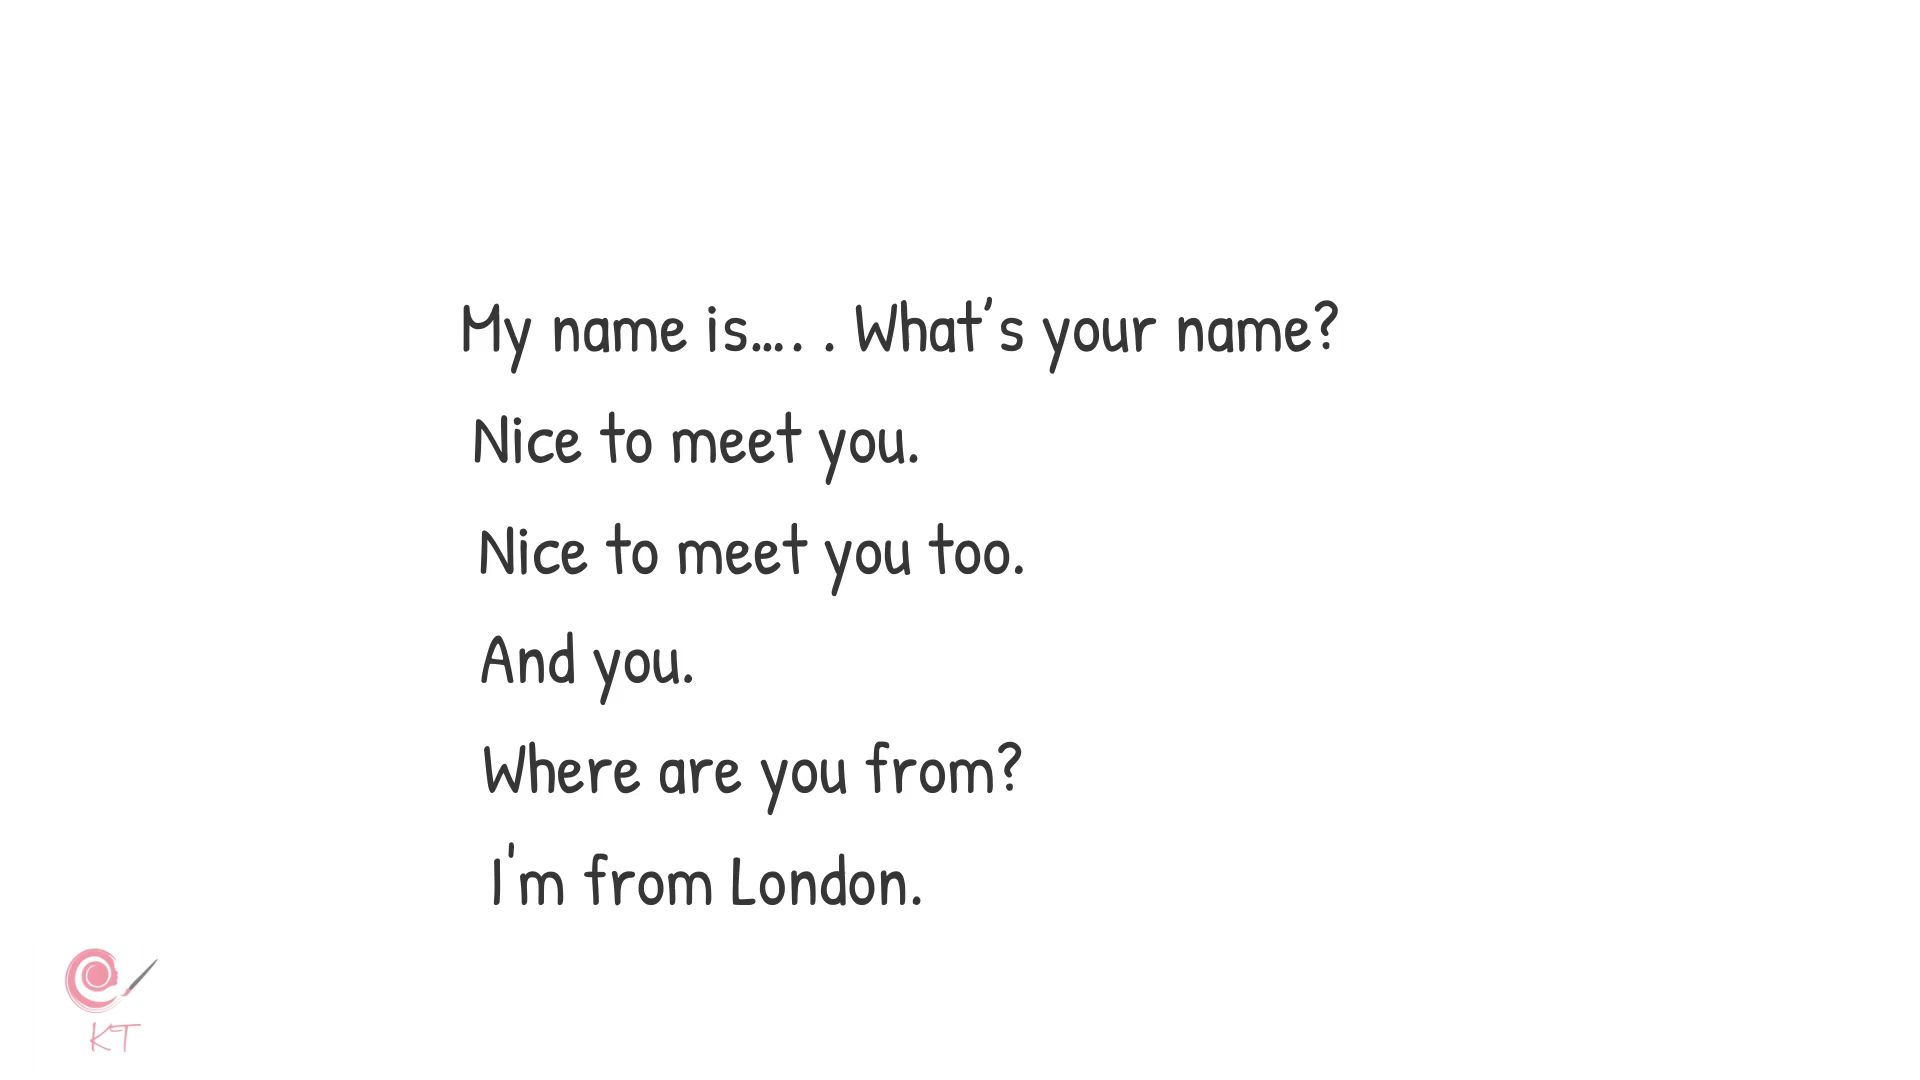 My name is….. . What's your name?
Nice to meet you.
Nice to meet you too.
And you.
Where are you from?
I'm from London.
KT